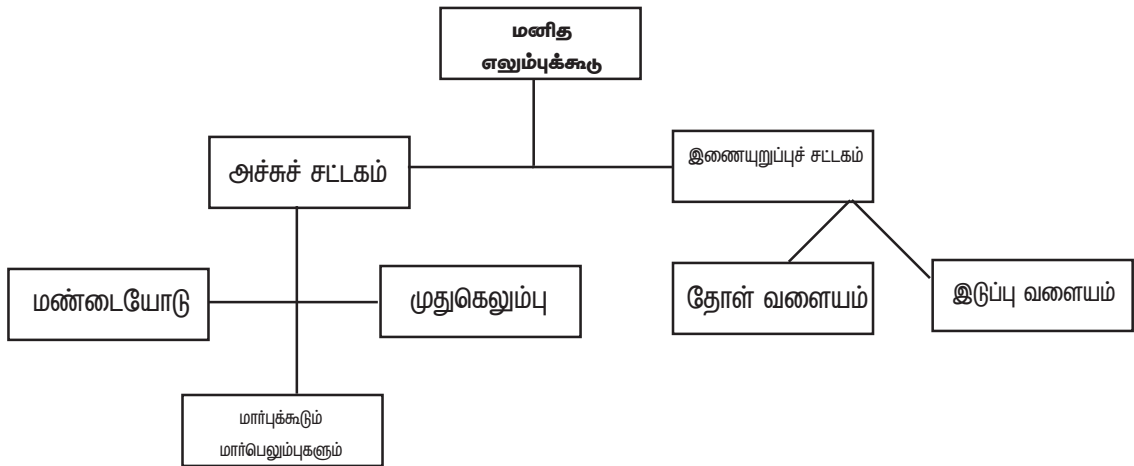 மனித
எலும்புக்கூடு
அச்சுச் சட்டகம்
இணையுறுப்புச் சட்டகம்
மண்டையோடு
முதுகெலும்பு
தோள் வளையம்
இடுப்பு வளையம்
மார்புக்கூடும்
மார்பெலும்புகளும்